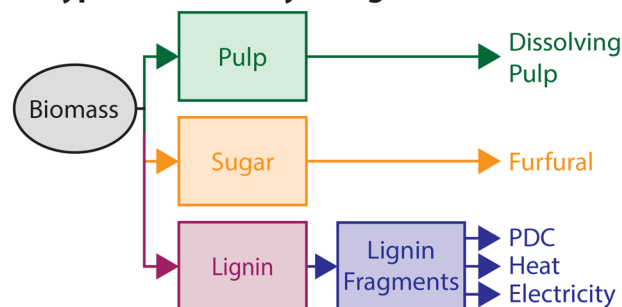 Biomass
Pulp
Dissolving
Pulp
Sugar
Furfural
Lignin
Lignin
Fragments
PDC
Heat
Electricity